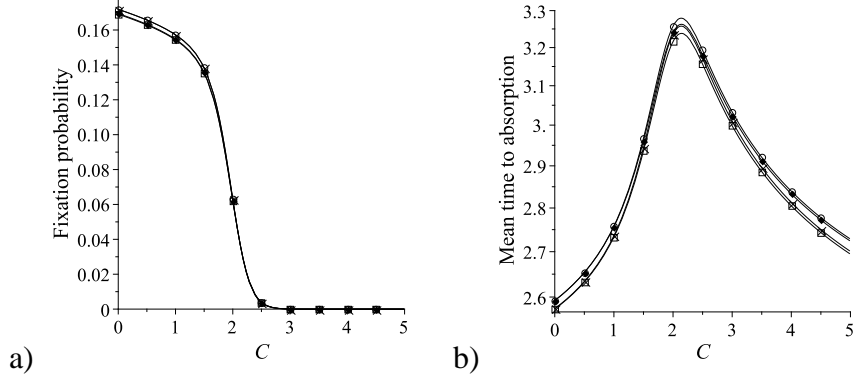 0.16
0.14
0.12
0.10
0.08
0.06
0.04
0.02
0
Fixation probability
0 1 2 3 4 5
C
a)
3.3
3.2
3.1
3.
2.9
2.8
2.7
2.6
Mean time to absorption
0 1 2 3 4 5
C
b)